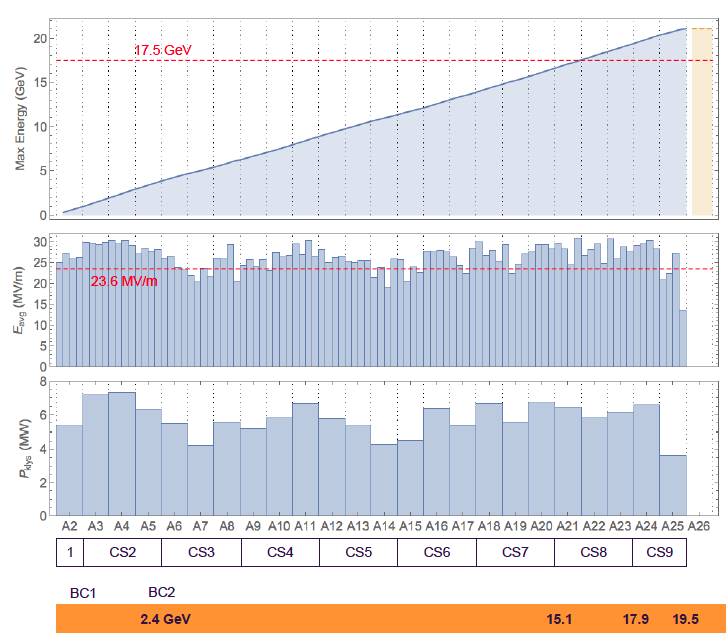 Max Energy (GeV)
20
15
10
5
0
17.5 GeV
Eavg (MV/m)
30
25
20
15
10
5
0
23.6 MV/m
Pklys (MW)
8
6
4
2
0
A2 A3 A4 A5 A6 A7 A8 A9 A10 A11 A12 A13 A14 A15 A16 A17 A18 A19 A20 A21 A22 A23 A24 A25 A26
1 CS2 CS3 CS4 CS5 CS6 CS7 CS8 CS9
BC1 BC2
2.4 GeV 15.1 17.9 19.5